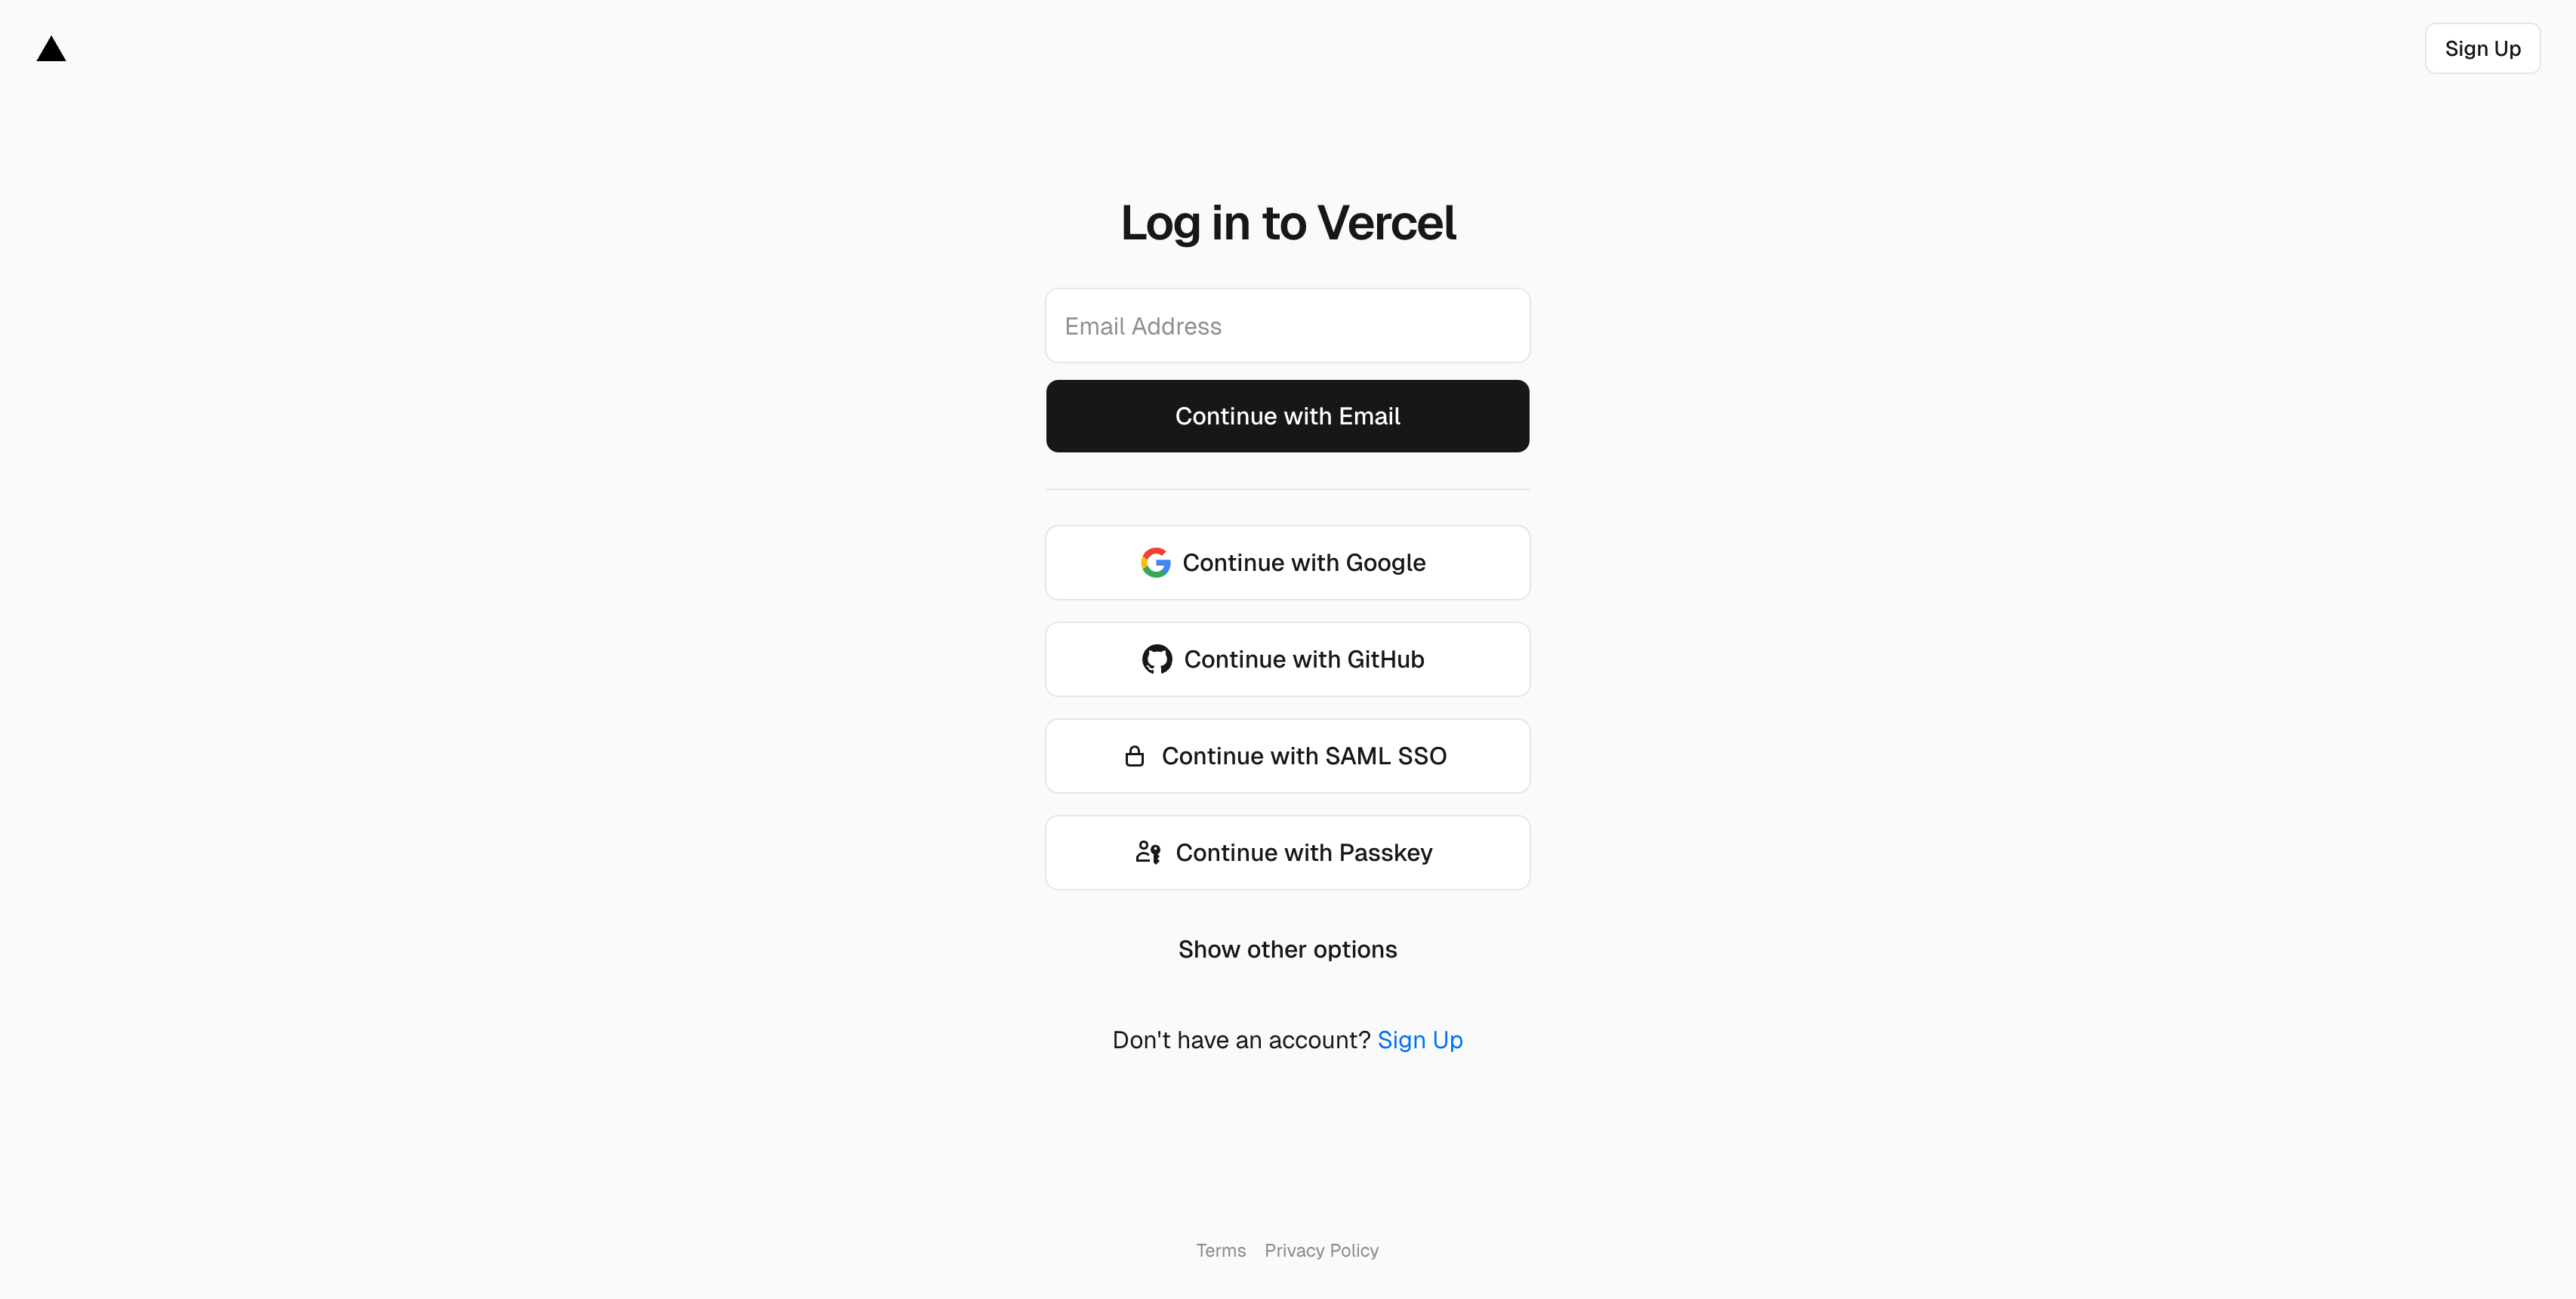 Sign Up
Log in to Vercel
Email Address
Continue with Email
Continue with Google
Continue with GitHub
Continue with SAML SSO
Continue with Passkey
Show other options
Don't have an account? Sign Up
Terms Privacy Policy